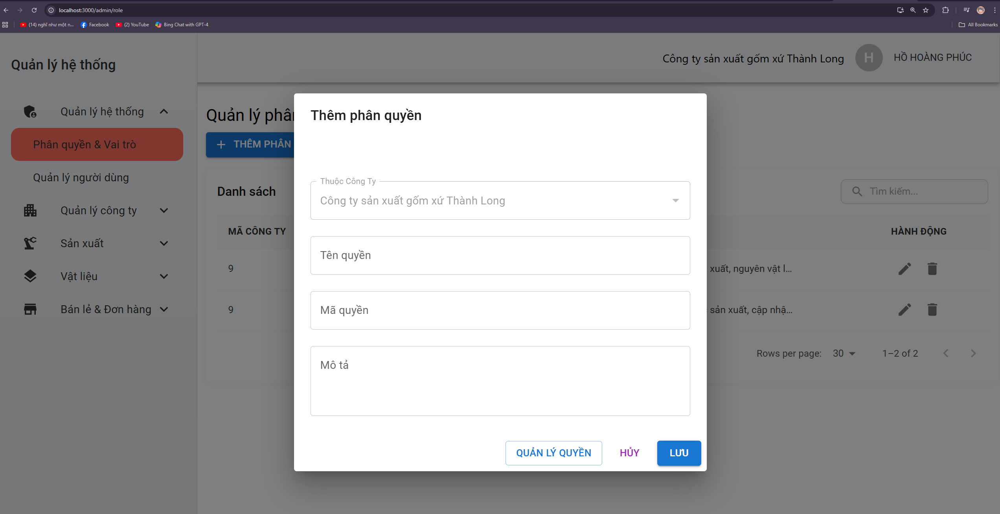 localhost:3000/admin/role
(14) nghĩ như một n...
Facebook
(2) YouTube
Bing Chat with GPT-4
All Bookmarks
Quản lý hệ thống
Công ty sản xuất gốm xứ Thành Long
H
HỒ HOÀNG PHÚC
Quản lý hệ thống
Phân quyền & Vai trò
Quản lý người dùng
Quản lý công ty
Sản xuất
Vật liệu
Bán lẻ & Đơn hàng
Quản lý phân
THÊM PHÂN
Danh sách
Tìm kiếm...
MÃ CÔNG TY
HÀNH ĐỘNG
9
xuất, nguyên vật l...
9
sản xuất, cập nhậ...
Rows per page:
30
1–2 of 2
Thêm phân quyền
Thuộc Công Ty
Công ty sản xuất gốm xứ Thành Long
Tên quyền
Mã quyền
Mô tả
QUẢN LÝ QUYỀN
HỦY
LƯU